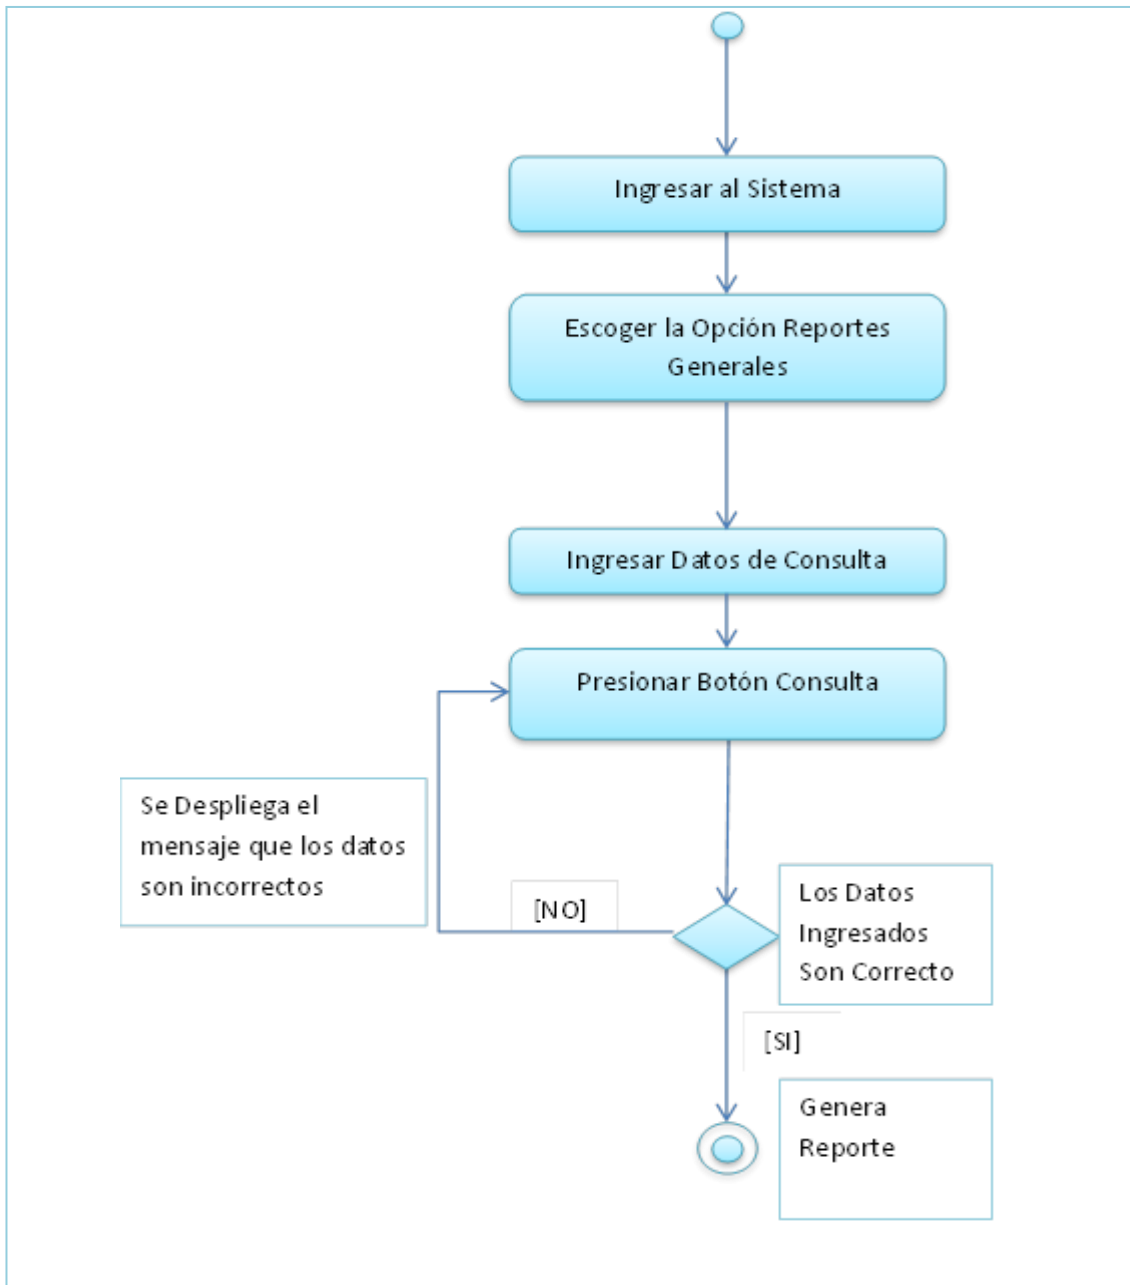 Ingresar al Sistema
Escoger la Opción Reportes
Generales
Ingresar Datos de Consulta
Presionar Botón Consulta
Se Despliega el
mensaje que los datos
son incorrectos
[NO]
Los Datos
Ingresados
Son Correcto
[SI]
Genera
Reporte